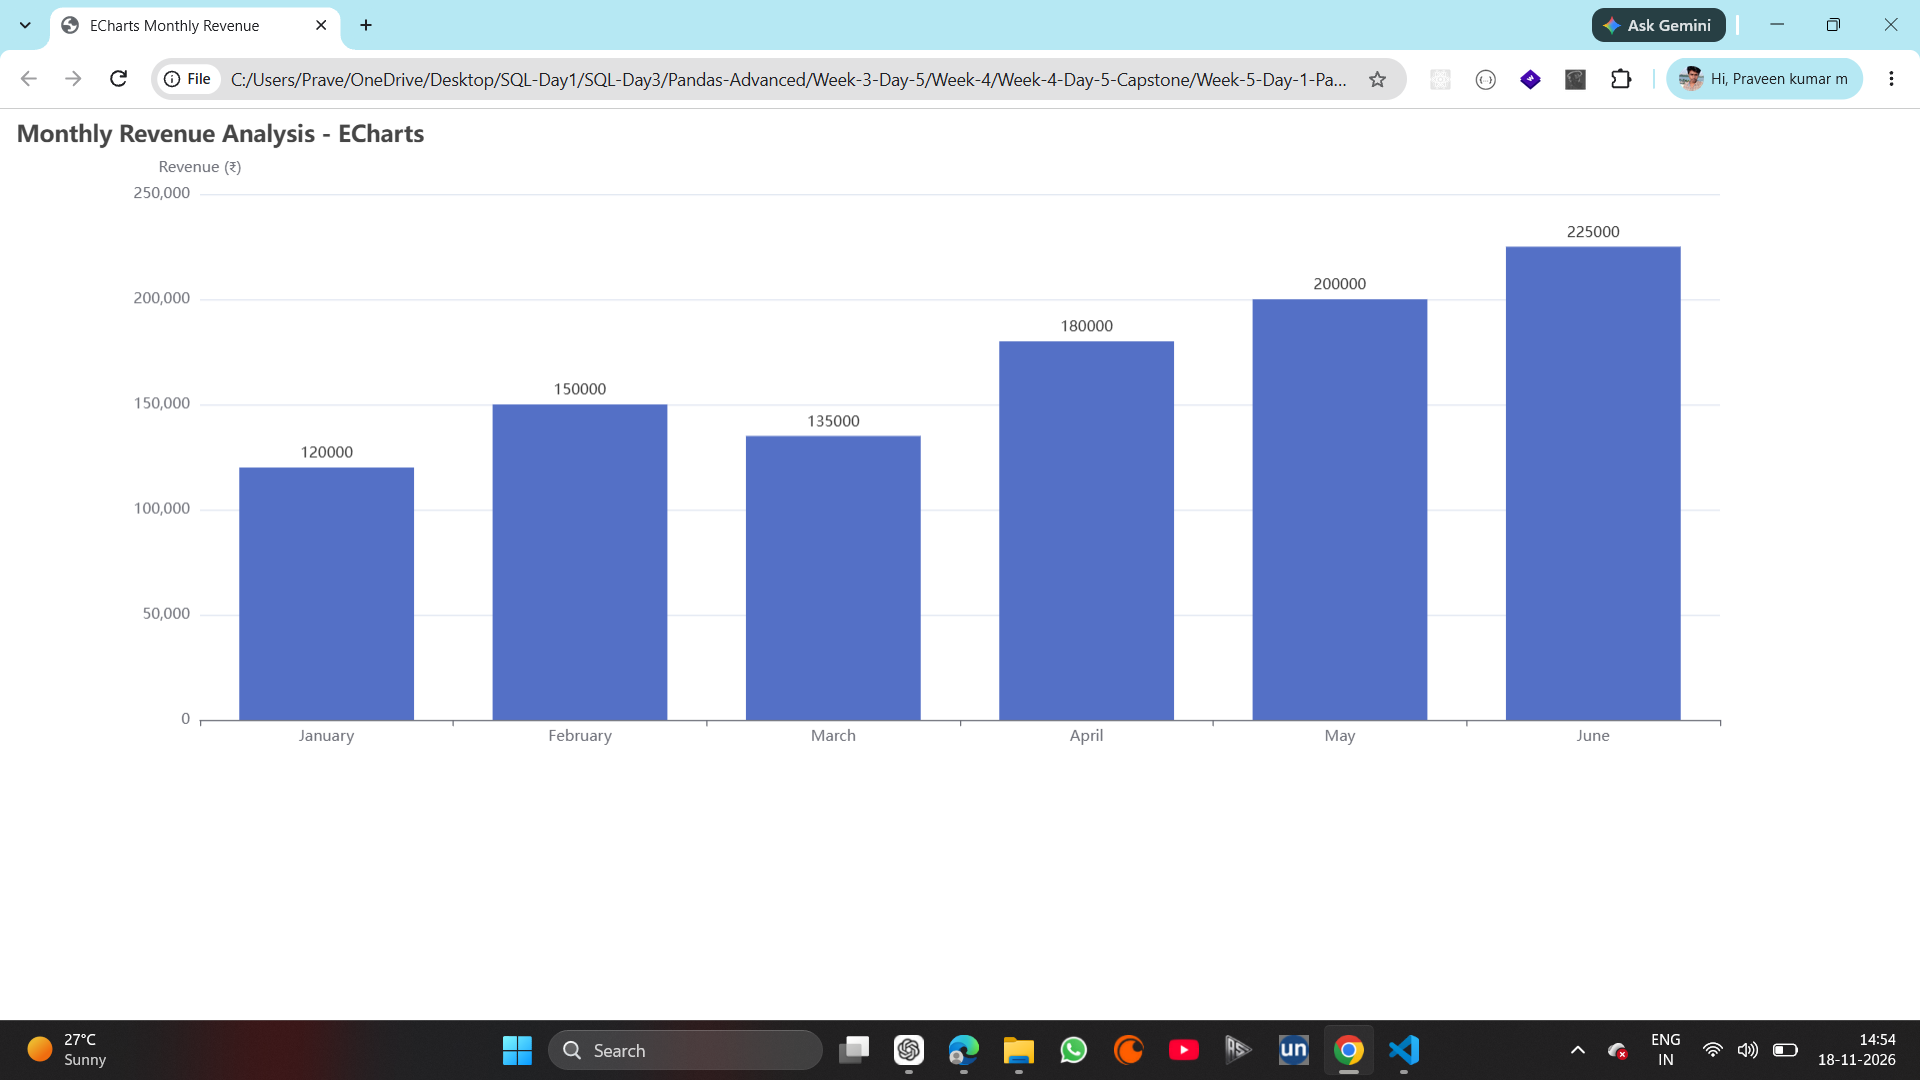 ECharts Monthly Revenue
Ask Gemini
File
C:/Users/Prave/OneDrive/Desktop/SQL-Day1/SQL-Day3/Pandas-Advanced/Week-3-Day-5/Week-4/Week-4-Day-5-Capstone/Week-5-Day-1-Pa...
Hi, Praveen kumar m
Monthly Revenue Analysis - ECharts
Revenue (₹)
250,000
225000
200,000
200000
180000
150,000
150000
135000
120000
100,000
50,000
0
January February March April May June
27°C
Sunny
Search
un
ENG
IN
14:54
18-11-2026